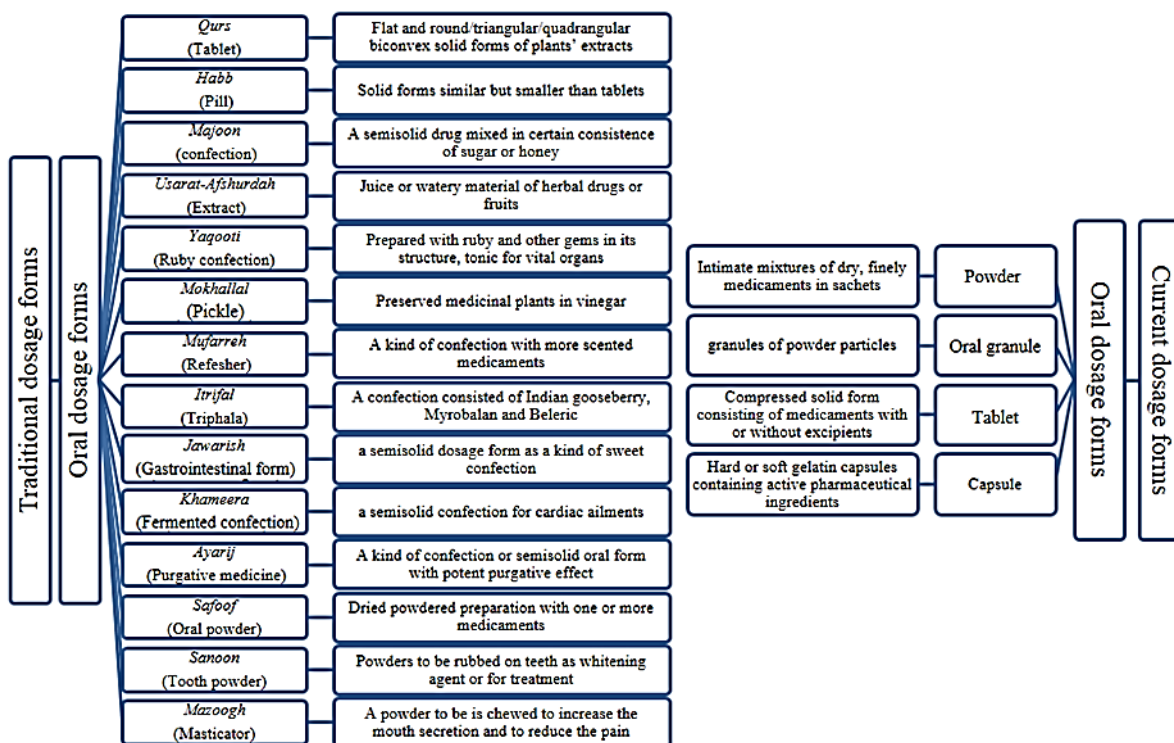 Traditional dosage forms
Oral dosage forms
Qurs
(Tablet)
Flat and round/triangular/quadrangular
biconvex solid forms of plants' extracts
Habb
(Pill)
Solid forms similar but smaller than tablets
Majoon
(confection)
A semisolid drug mixed in certain consistence
of sugar or honey
Usarat-Afshurdah
(Extract)
Juice or watery material of herbal drugs or
fruits
Yaqooti
(Ruby confection)
Prepared with ruby and other gems in its
structure, tonic for vital organs
Mokhallal
(Pickle)
Preserved medicinal plants in vinegar
Mufarreh
(Refesher)
A kind of confection with more scented
medicaments
Itrifal
(Triphala)
A confection consisted of Indian gooseberry,
Myrobalan and Beleric
Jawarish
(Gastrointestinal form)
a semisolid dosage form as a kind of sweet
confection
Khameera
(Fermented confection)
a semisolid confection for cardiac ailments
Ayarij
(Purgative medicine)
A kind of confection or semisolid oral form
with potent purgative effect
Safoof
(Oral powder)
Dried powdered preparation with one or more
medicaments
Sanoon
(Tooth powder)
Powders to be rubbed on teeth as whitening
agent or for treatment
Mazoogh
(Masticator)
A powder to be is chewed to increase the
mouth secretion and to reduce the pain
Intimate mixtures of dry, finely
medicaments in sachets
Powder
granules of powder particles
Oral granule
Compressed solid form
consisting of medicaments with
or without excipients
Tablet
Hard or soft gelatin capsules
containing active pharmaceutical
ingredients
Capsule
Oral dosage forms
Current dosage forms